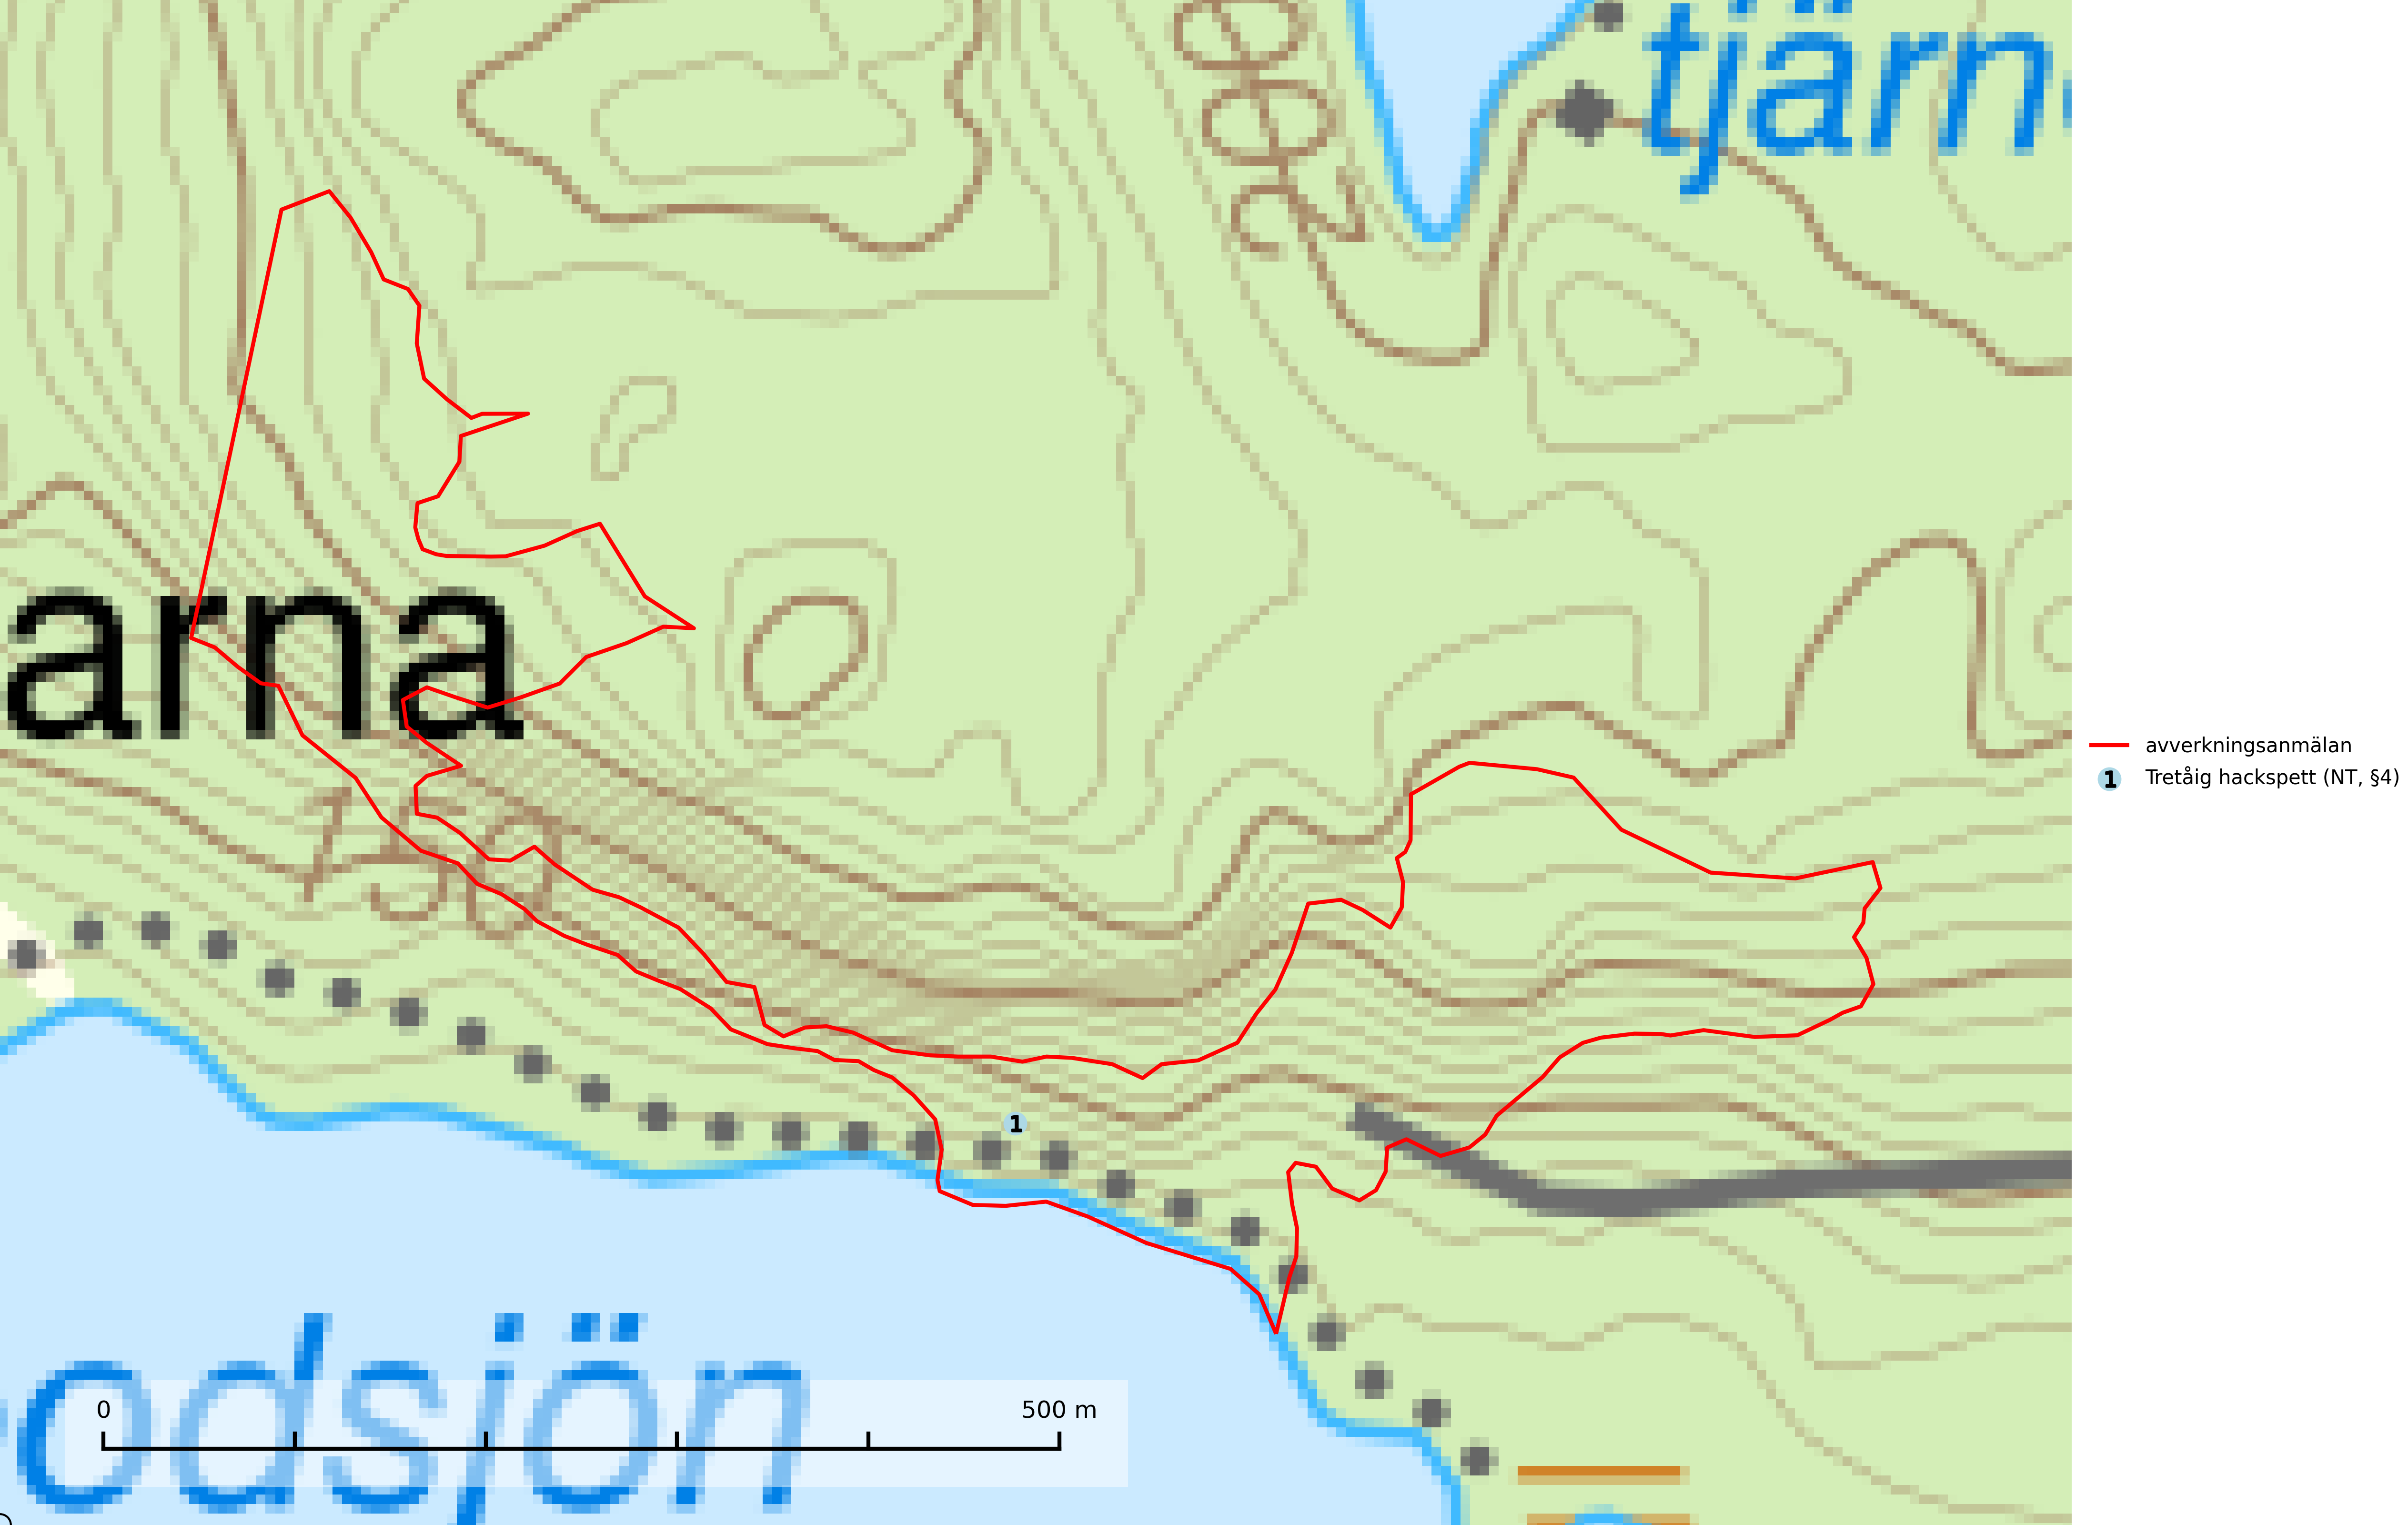 tjärn
arna
1
odsjön
0 500 m
avverkningsanmälan
1 Tretåig hackspett (NT, §4)